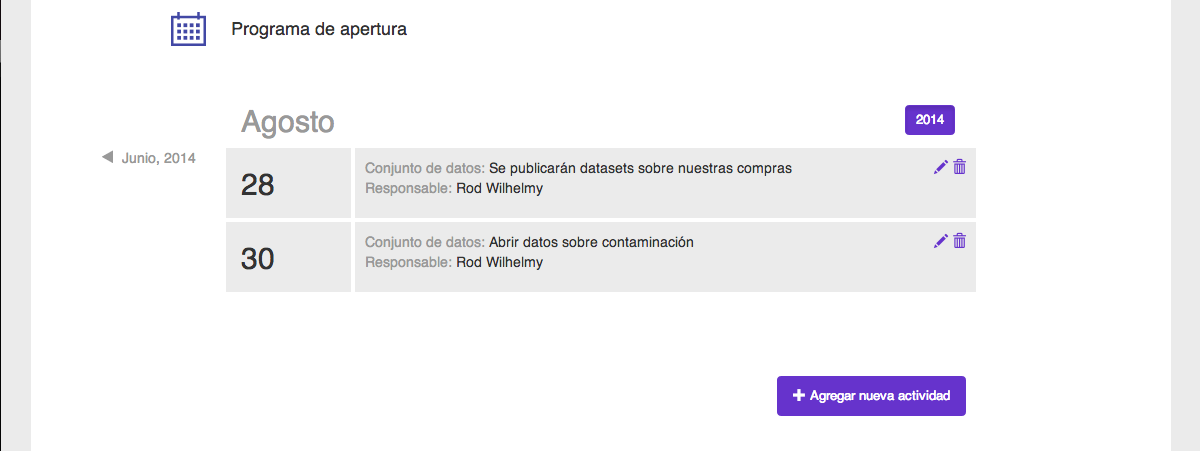 Programa de apertura
Agosto
2014
Junio, 2014
28
Conjunto de datos: Se publicarán datasets sobre nuestras compras
Responsable: Rod Wilhelmy
30
Conjunto de datos: Abrir datos sobre contaminación
Responsable: Rod Wilhelmy
Agregar nueva actividad